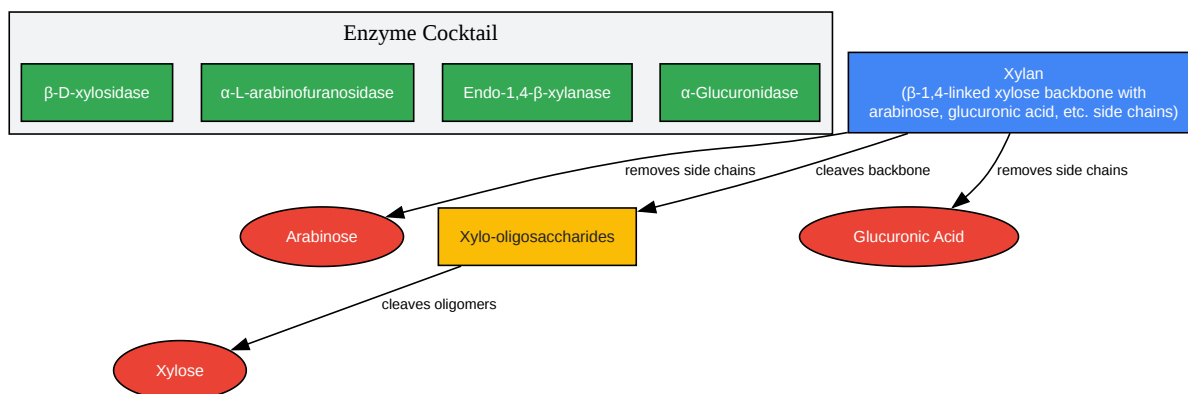 Enzyme Cocktail
β-D-xylosidase
α-L-arabinofuranosidase
Endo-1,4-β-xylanase
α-Glucuronidase
Xylan
(β-1,4-linked xylose backbone with
arabinose, glucuronic acid, etc. side chains)
removes side chains
cleaves backbone
removes side chains
Arabinose
Xylo-oligosaccharides
Glucuronic Acid
cleaves oligomers
Xylose